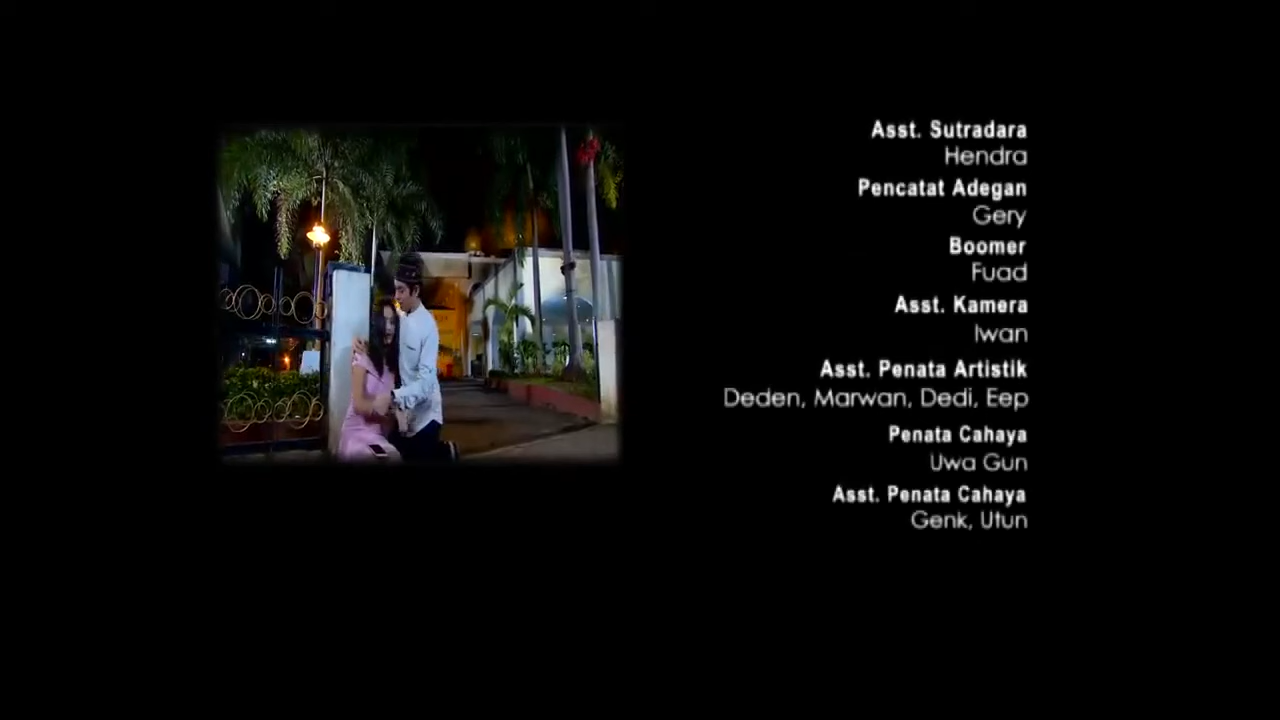 Asst. Sutradara
Hendra
Pencatat Adegan
Gery
Boomer
Fuad
Asst. Kamera
Iwan
Asst. Penata Artistik
Deden, Marwan, Dedi, Eep
Penata Cahaya
Uwa Gun
Asst. Penata Cahaya
Genk, Utun